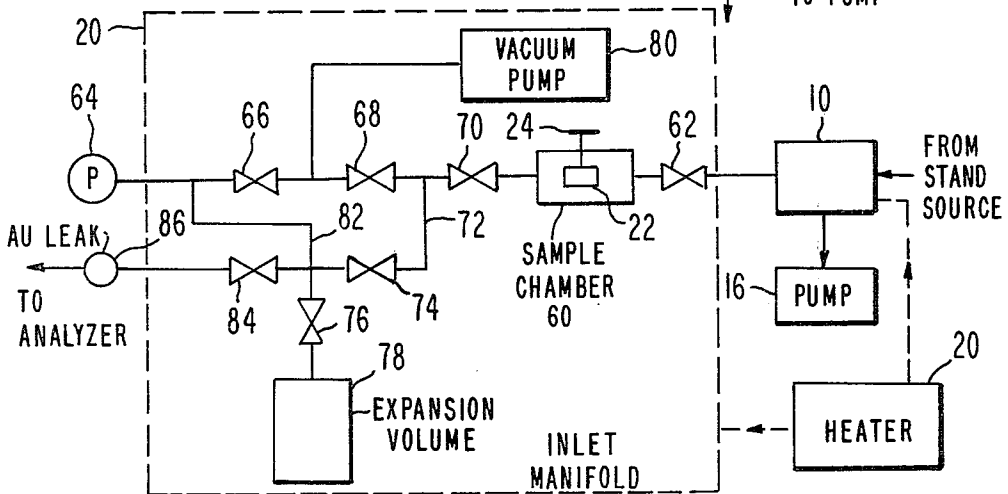 TO PUMP
20
VACUUM
PUMP
80
64
66
68
70
24
62
10
P
FROM
STAND
SOURCE
82
72
22
AU LEAK
86
SAMPLE
CHAMBER
60
TO
ANALYZER
84
76
74
16
PUMP
78
EXPANSION
VOLUME
20
HEATER
INLET
MANIFOLD